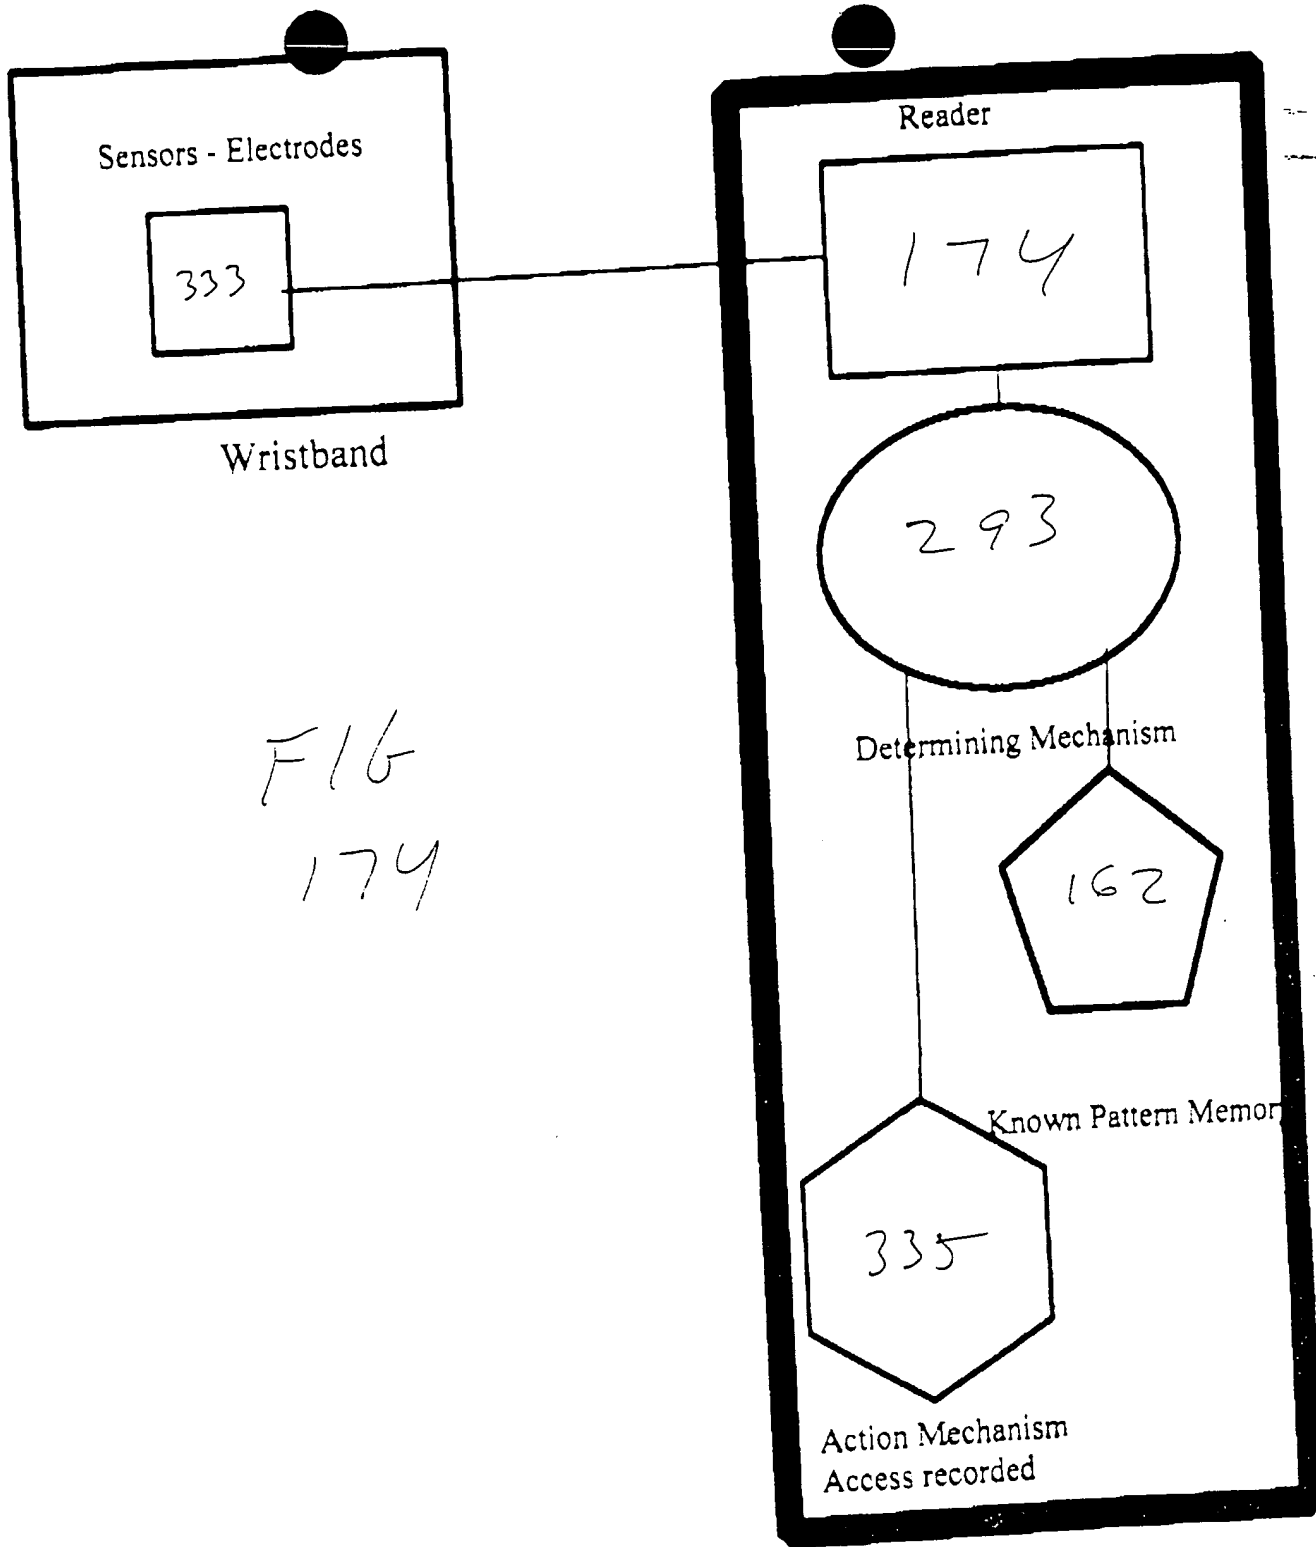 Sensors - Electrodes
333
Wristband
FIG
174
Reader
174
293
Determining Mechanism
162
Known Pattern Memor
335
Action Mechanism
Access recorded